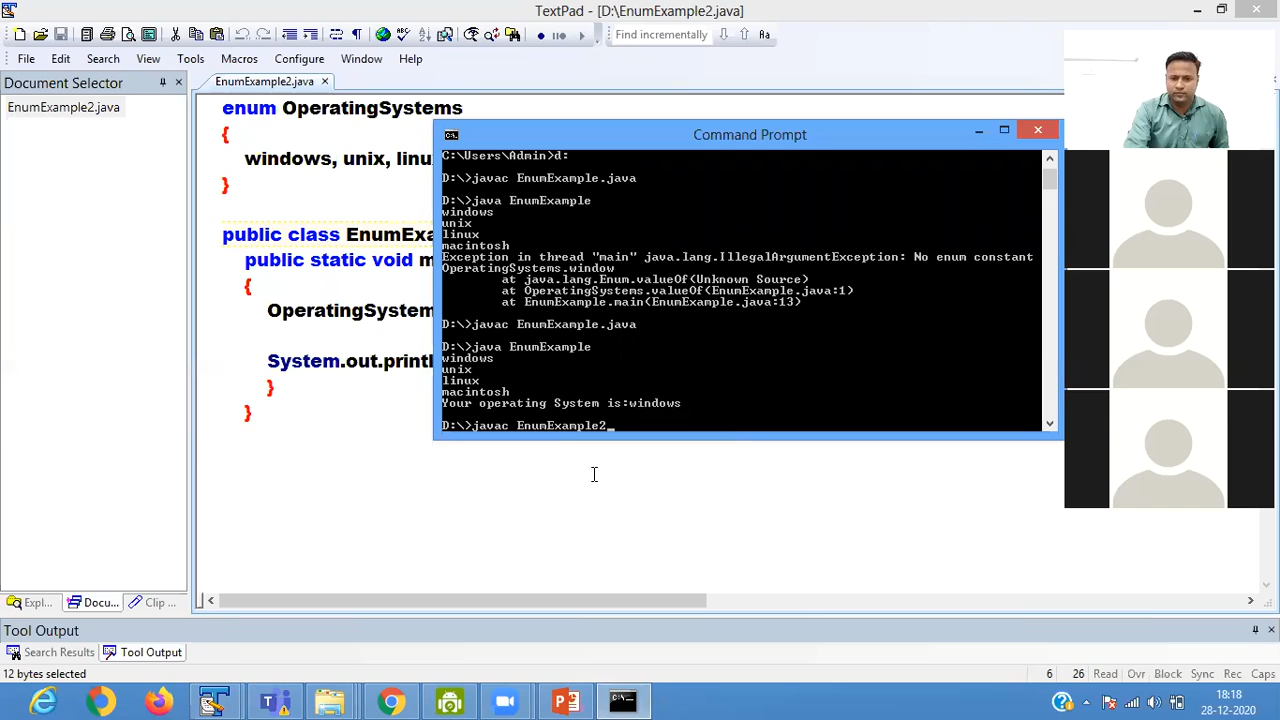 TextPad - [D:\EnumExample2.java]
Find incrementally
Aa
File Edit Search View Tools Macros Configure Window Help
Document Selector
EnumExample2.java
EnumExample2.java
enum OperatingSystems
{
windows, unix, linu
}
public class EnumExa
public static void m
{
OperatingSystem
System.out.printl
}
}
Command Prompt
C:\Users\Admin>d:
D:\>javac EnumExample.java
D:\>java EnumExample
windows
unix
linux
macintosh
Exception in thread "main" java.lang.IllegalArgumentException: No enum constant
OperatingSystems.window
at java.lang.Enum.valueOf(Unknown Source)
at OperatingSystems.valueOf(EnumExample.java:1)
at EnumExample.main(EnumExample.java:13)
D:\>javac EnumExample.java
D:\>java EnumExample
windows
unix
linux
macintosh
Your operating System is:windows
D:\>javac EnumExample2_
Expl... Docu... Clip ...
Tool Output
Search Results Tool Output
12 bytes selected
6 26 Read Ovr Block Sync Rec Caps
18:18
28-12-2020